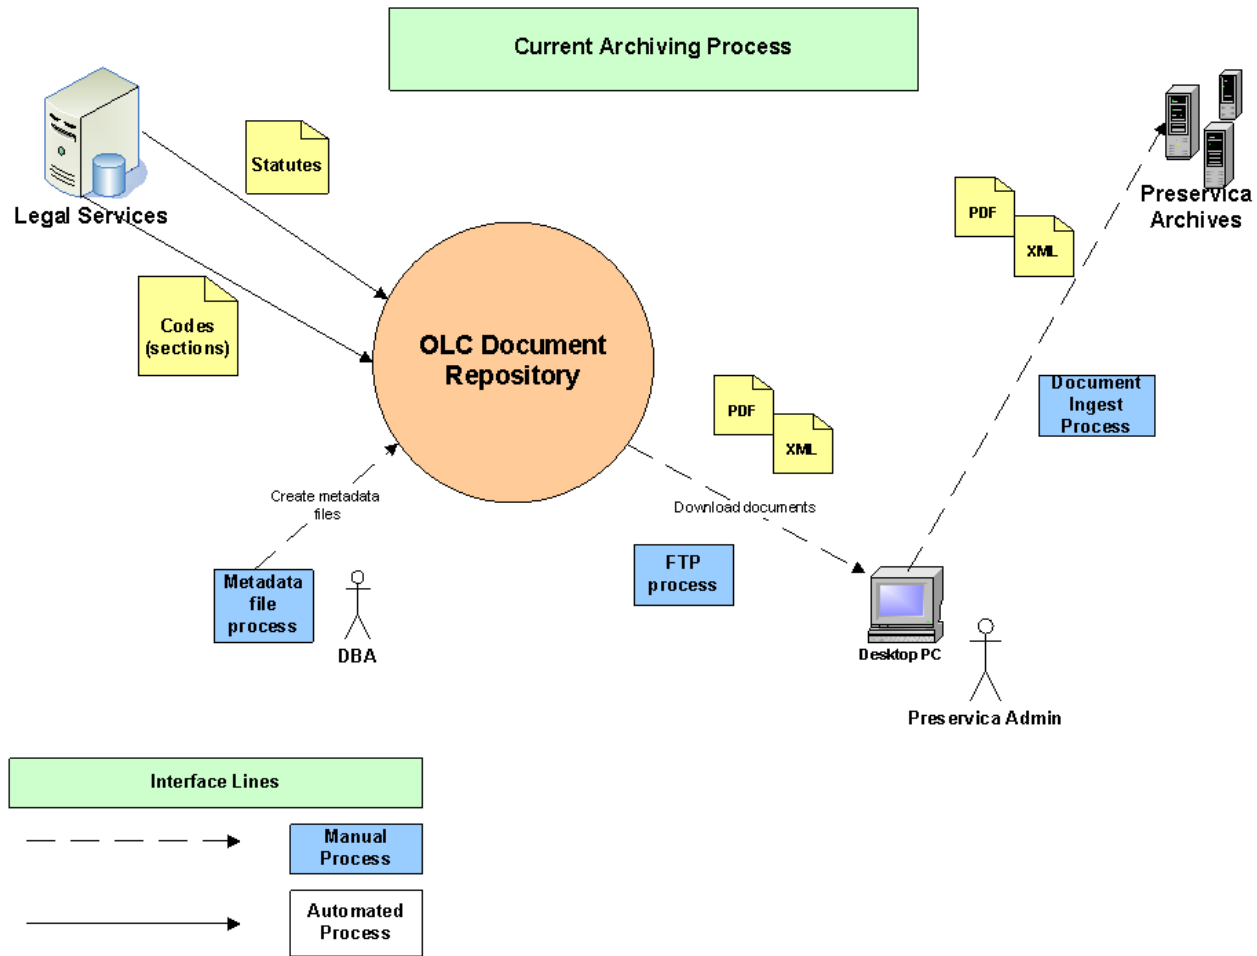 Current Archiving Process
Statutes
Legal Services
Preservica
Archives
PDF
XML
Codes
(sections)
OLC Document
Repository
PDF
XML
Document
Ingest
Process
Create metadata
files
Download documents
Metadata
file
process
DBA
FTP
process
Desktop PC
Preservica Admin
Interface Lines
Manual
Process
Automated
Process